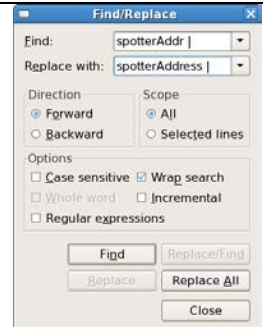 Find/Replace
Find: spotterAddr |
Replace with: spotterAddress |
Direction Scope
Forward All
Backward Selected lines
Options
Case sensitive Wrap search
Whole word Incremental
Regular expressions
Find Replace/Find
Replace Replace All
Close